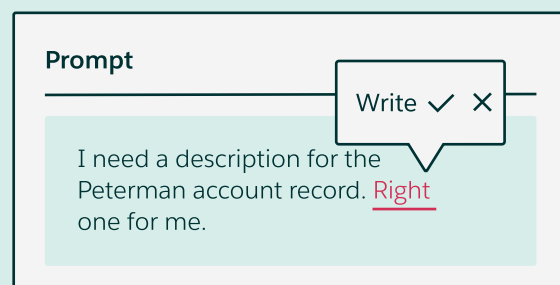 Prompt
Write
I need a description for the
Peterman account record. Right
one for me.